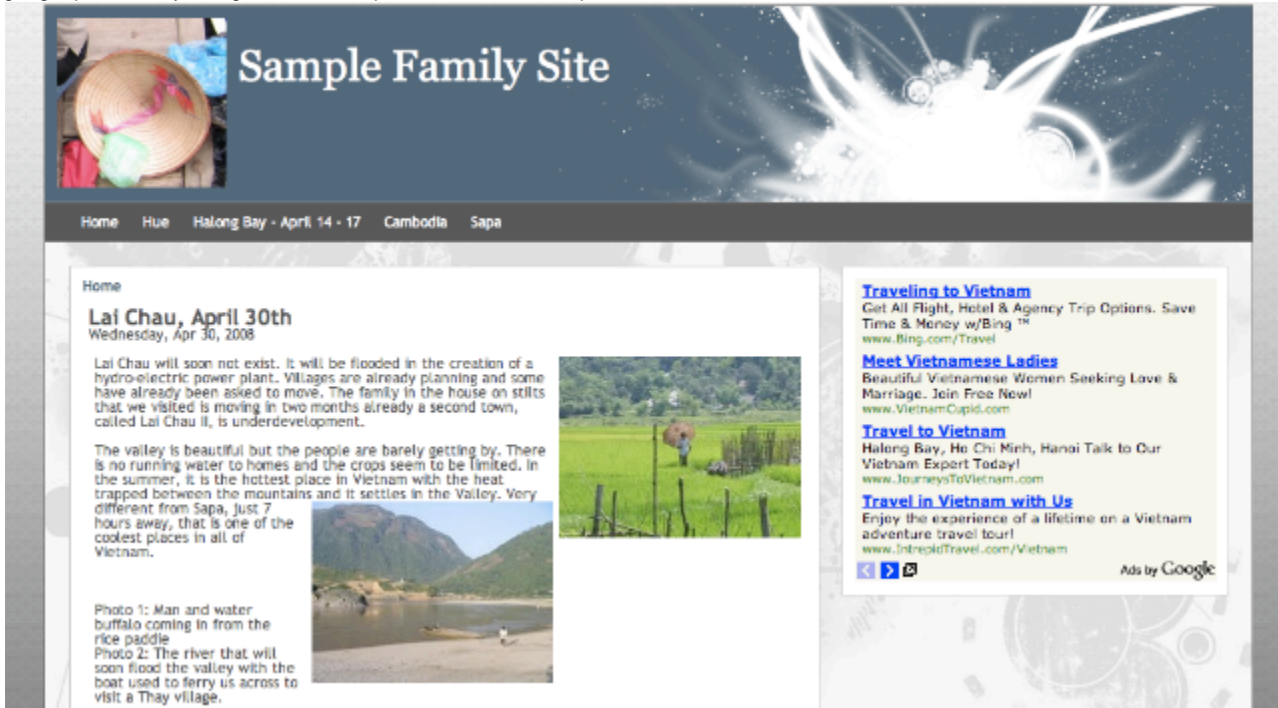 Sample Family Site
Home Hue Halong Bay - April 14 - 17 Cambodia Sapa
Home
Lai Chau, April 30th
Wednesday, Apr 30, 2008
Lai Chau will soon not exist. It will be flooded in the creation of a
hydro-electric power plant. Villages are already planning and some
have already been asked to move. The family in the house on stilts
that we visited is moving in two months already a second town,
called Lai Chau II, is underdevelopment.
The valley is beautiful but the people are barely getting by. There
is no running water to homes and the crops seem to be limited. In
the summer, it is the hottest place in Vietnam with the heat
trapped between the mountains and it settles in the Valley. Very
different from Sapa, just 7
hours away, that is one of the
coolest places in all of
Vietnam.
Photo 1: Man and water
buffalo coming in from the
rice paddie
Photo 2: The river that will
soon flood the valley with the
boat used to ferry us across to
visit a Thay village.
Traveling to Vietnam
Get All Flight, Hotel & Agency Trip Options. Save
Time & Money w/Bing ™
www.Bing.com/Travel
Meet Vietnamese Ladies
Beautiful Vietnamese Women Seeking Love &
Marriage. Join Free Now!
www.VietnamCupid.com
Travel to Vietnam
Halong Bay, Ho Chi Minh, Hanoi Talk to Our
Vietnam Expert Today!
www.JourneysToVietnam.com
Travel in Vietnam with Us
Enjoy the experience of a lifetime on a Vietnam
adventure travel tour!
www.IntrepidTravel.com/Vietnam
Ads by Google